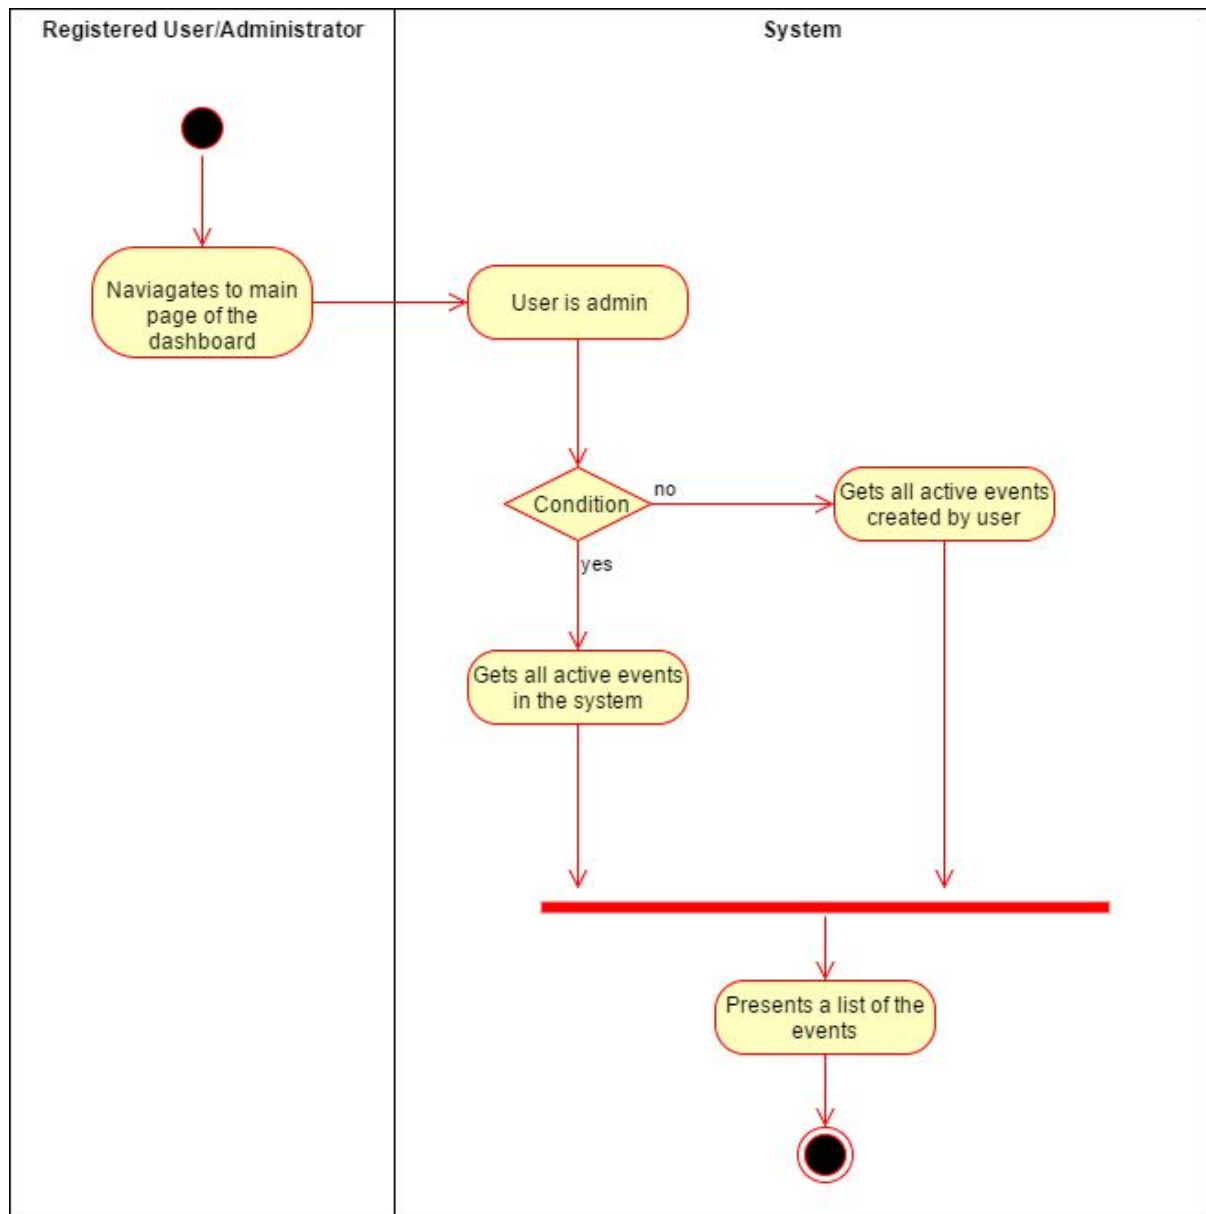 Registered User/Administrator
System
Naviagates to main
page of the
dashboard
User is admin
Condition
no
Gets all active events
created by user
yes
Gets all active events
in the system
Presents a list of the
events